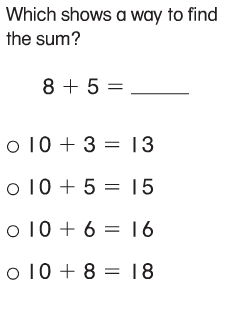 Which shows a way to find
the sum?
8 + 5 = ____
○ 10 + 3 = 13
○ 10 + 5 = 15
○ 10 + 6 = 16
○ 10 + 8 = 18